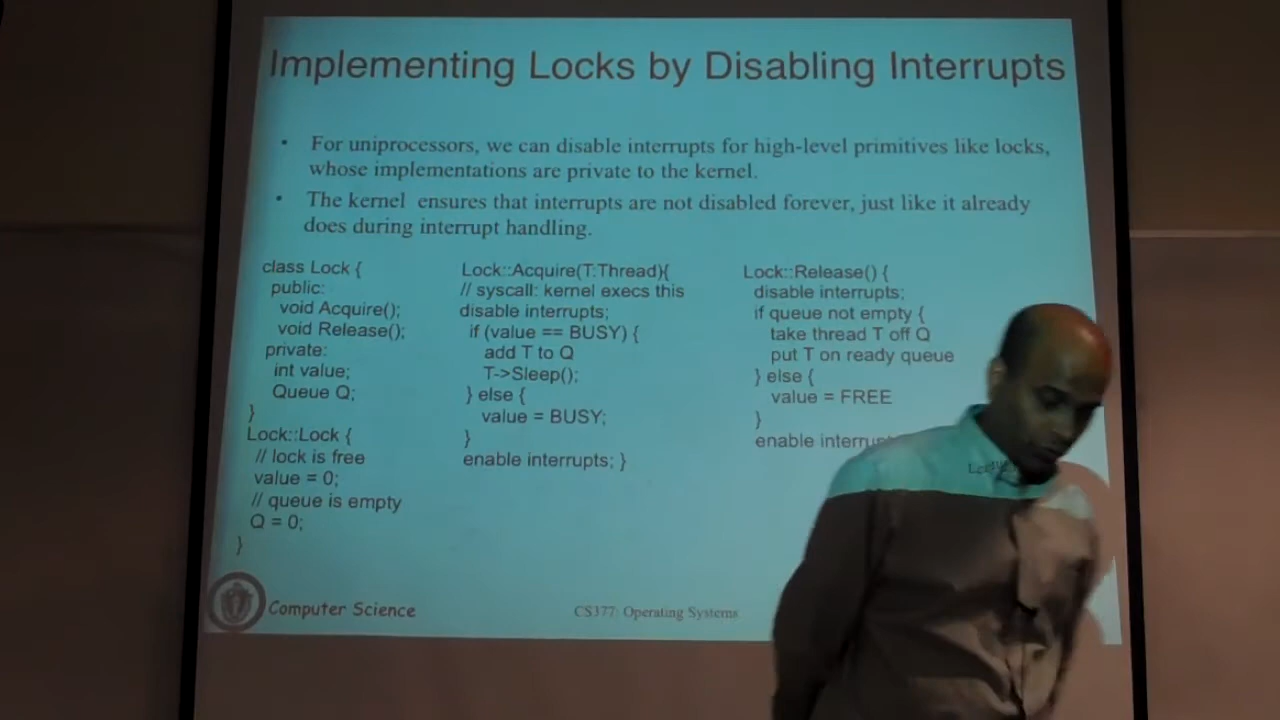 Implementing Locks by Disabling Interrupts
• For uniprocessors, we can disable interrupts for high-level primitives like locks,
whose implementations are private to the kernel.
• The kernel ensures that interrupts are not disabled forever, just like it already
does during interrupt handling.
class Lock {
public:
void Acquire();
void Release();
private:
int value;
Queue Q;
}
Lock::Lock {
// lock is free
value = 0;
// queue is empty
Q = 0;
}
Lock::Acquire(T:Thread){
// syscall: kernel execs this
disable interrupts;
if (value == BUSY) {
add T to Q
T->Sleep();
} else {
value = BUSY;
}
enable interrupts; }
Lock::Release() {
disable interrupts;
if queue not empty {
take thread T off Q
put T on ready queue
} else {
value = FREE
}
enable
Computer Science
CS377: Operating Systems